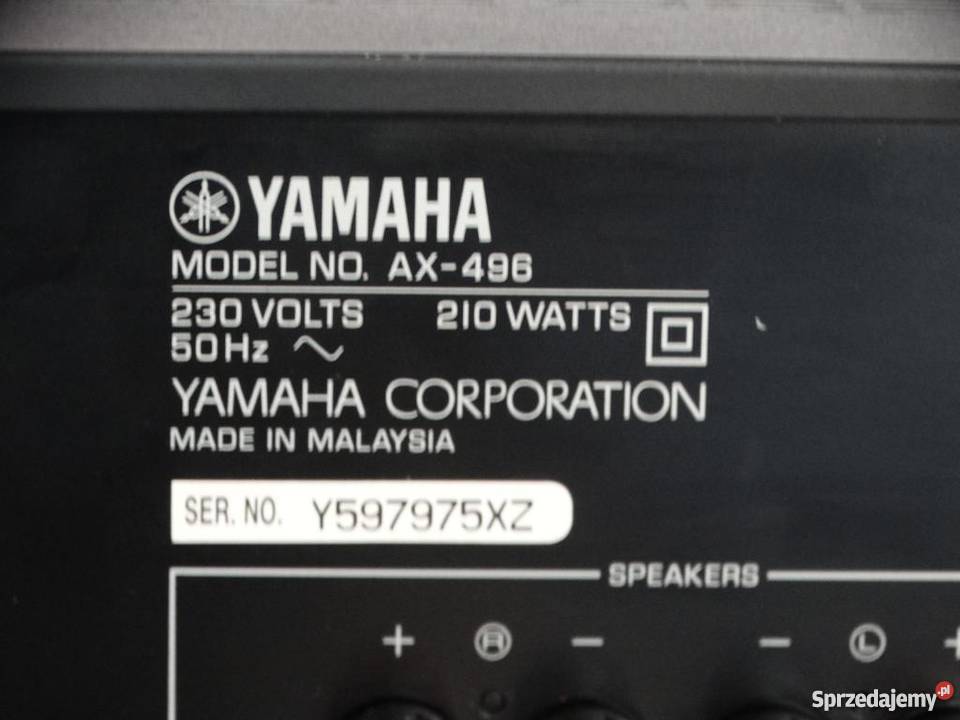 YAMAHA
MODEL NO. AX-496
230 VOLTS 210 WATTS
50Hz
YAMAHA CORPORATION
MADE IN MALAYSIA
SER. NO. Y597975XZ
SPEAKERS
+ R − − L +
Sprzedajemy.pl